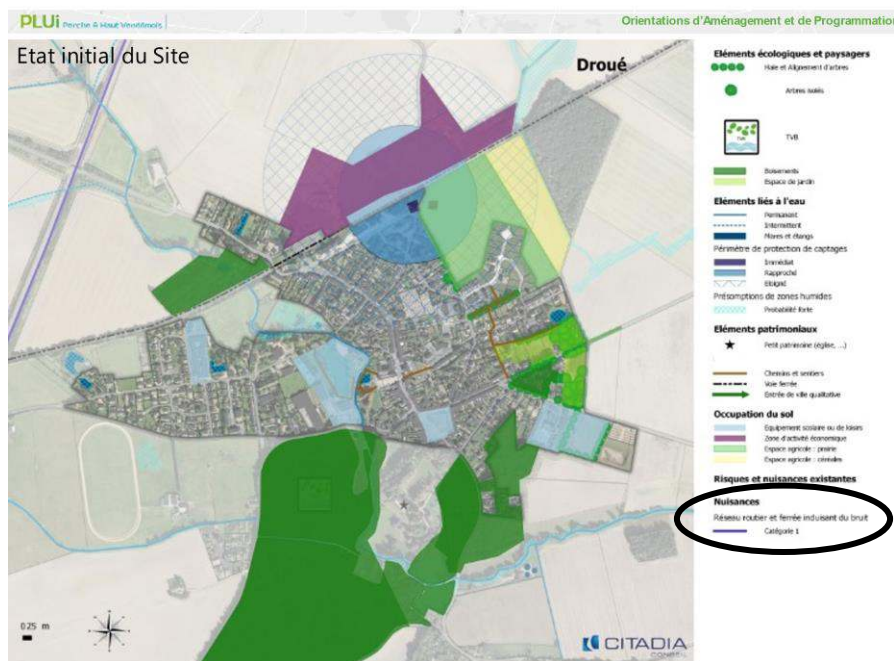 PLUi Perche & Haut Vendômois
Orientations d'Aménagement et de Programmation
Etat initial du Site
Droué
Eléments écologiques et paysagers
Haie et Alignement d'arbres
Arbres isolés
TVB
TVB
Boisements
Espace de jardin
Eléments liés à l'eau
Permanent
Intermittent
Mares et étangs
Périmètre de protection de captages
Immédiat
Rapproché
Eloigné
Présomptions de zones humides
Probabilité forte
Eléments patrimoniaux
Petit patrimoine (église, ...)
Chemins et sentiers
Voie ferrée
Entrée de ville qualitative
Occupation du sol
Equipement scolaire ou de loisirs
Zone d'activité économique
Espace agricole : prairie
Espace agricole : céréales
Risques et nuisances existantes
Nuisances
Réseau routier et ferrée induisant du bruit
Catégorie 1
025 m
CITADIA
CONSEIL